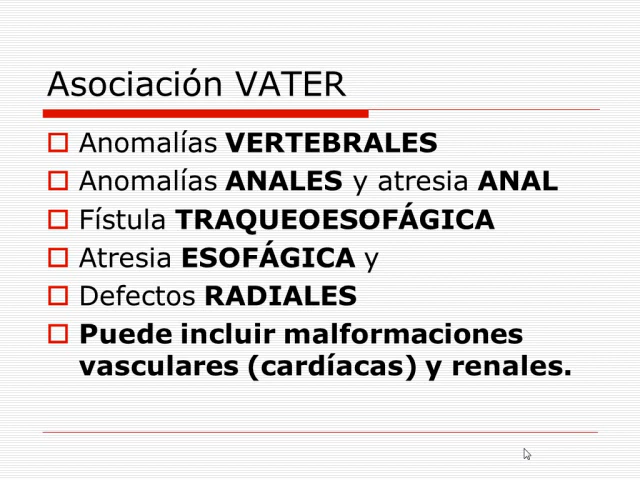 Asociación VATER
Anomalías VERTEBRALES
Anomalías ANALES y atresia ANAL
Fístula TRAQUEOESOFÁGICA
Atresia ESOFÁGICA y
Defectos RADIALES
Puede incluir malformaciones
vasculares (cardíacas) y renales.